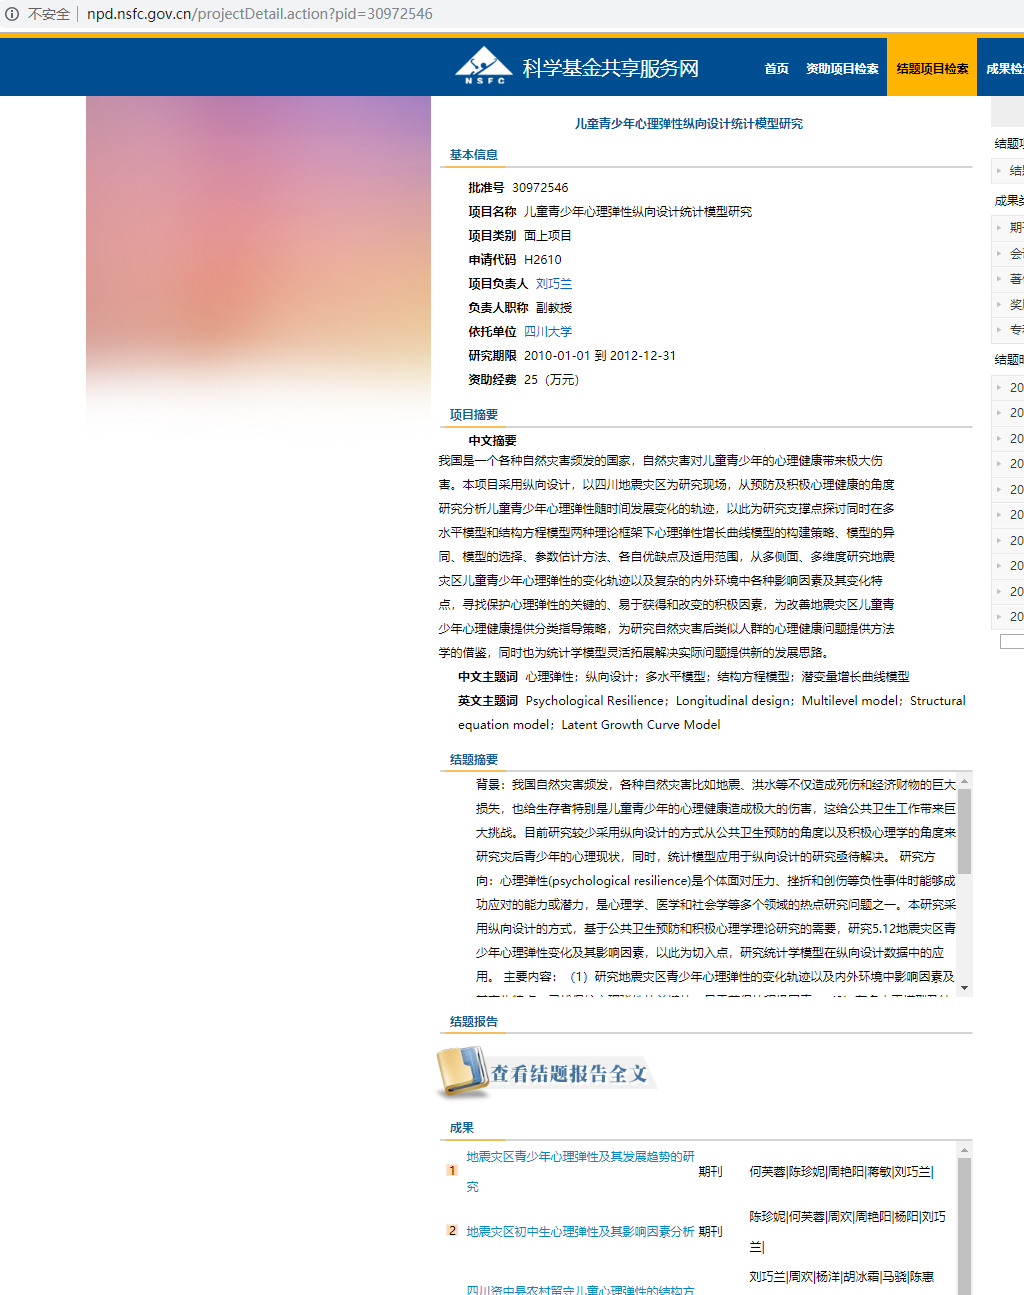 不安全 npd.nsfc.gov.cn/projectDetail.action?pid=30972546
NSFC 科学基金共享服务网 首页 资助项目检索 结题项目检索 成果检
儿童青少年心理弹性纵向设计统计模型研究
基本信息
批准号 30972546
项目名称 儿童青少年心理弹性纵向设计统计模型研究
项目类别 面上项目
申请代码 H2610
项目负责人 刘巧兰
负责人职称 副教授
依托单位 四川大学
研究期限 2010-01-01 到 2012-12-31
资助经费 25（万元）
项目摘要
中文摘要
我国是一个各种自然灾害频发的国家，自然灾害对儿童青少年的心理健康带来极大伤
害。本项目采用纵向设计，以四川地震灾区为研究现场，从预防及积极心理健康的角度
研究分析儿童青少年心理弹性随时间发展变化的轨迹，以此为研究支撑点探讨同时在多
水平模型和结构方程模型两种理论框架下心理弹性增长曲线模型的构建策略、模型的异
同、模型的选择、参数估计方法、各自优缺点及适用范围，从多侧面、多维度研究地震
灾区儿童青少年心理弹性的变化轨迹以及复杂的内外环境中各种影响因素及其变化特
点，寻找保护心理弹性的关键的、易于获得和改变的积极因素，为改善地震灾区儿童青
少年心理健康提供分类指导策略，为研究自然灾害后类似人群的心理健康问题提供方法
学的借鉴，同时也为统计学模型灵活拓展解决实际问题提供新的发展思路。
中文主题词 心理弹性；纵向设计；多水平模型；结构方程模型；潜变量增长曲线模型
英文主题词 Psychological Resilience；Longitudinal design；Multilevel model；Structural
equation model；Latent Growth Curve Model
结题摘要
背景：我国自然灾害频发，各种自然灾害比如地震、洪水等不仅造成死伤和经济财物的巨大
损失，也给生存者特别是儿童青少年的心理健康造成极大的伤害，这给公共卫生工作带来巨
大挑战。目前研究较少采用纵向设计的方式从公共卫生预防的角度以及积极心理学的角度来
研究灾后青少年的心理现状，同时，统计模型应用于纵向设计的研究亟待解决。 研究方
向：心理弹性(psychological resilience)是个体面对压力、挫折和创伤等负性事件时能够成
功应对的能力或潜力，是心理学、医学和社会学等多个领域的热点研究问题之一。本研究采
用纵向设计的方式，基于公共卫生预防和积极心理学理论研究的需要，研究5.12地震灾区青
少年心理弹性变化及其影响因素，以此为切入点，研究统计学模型在纵向设计数据中的应
用。 主要内容：（1）研究地震灾区青少年心理弹性的变化轨迹以及内外环境中影响因素及
结题报告
查看结题报告全文
成果
1 地震灾区青少年心理弹性及其发展趋势的研
究 期刊 何芙蓉|陈珍妮|周艳阳|蒋敏|刘巧兰|
2 地震灾区初中生心理弹性及其影响因素分析 期刊 陈珍妮|何芙蓉|周欢|周艳阳|杨阳|刘巧
兰|
四川资中县农村留守儿童心理弹性的结构方 刘巧兰|周欢|杨洋|胡冰霜|马骁|陈惠
结题
结
成果
期
会
著
奖
专
结题
20
20
20
20
20
20
20
20
20
20